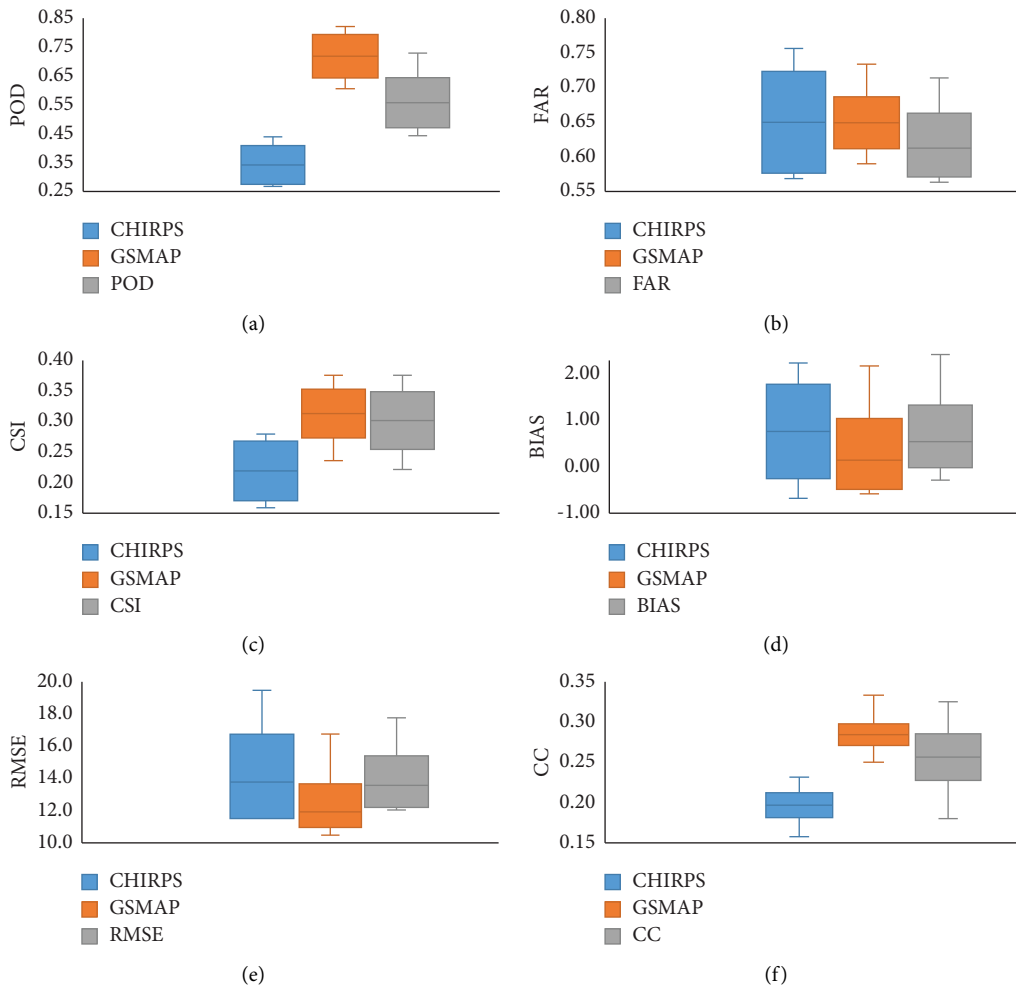 0.85
0.75
0.65
0.55
0.45
0.35
0.25
POD
CHIRPS
GSMAP
POD
(a)
0.80
0.75
0.70
0.65
0.60
0.55
FAR
CHIRPS
GSMAP
FAR
(b)
0.40
0.35
0.30
0.25
0.20
0.15
CSI
CHIRPS
GSMAP
CSI
(c)
2.00
1.00
0.00
-1.00
BIAS
CHIRPS
GSMAP
BIAS
(d)
20.0
18.0
16.0
14.0
12.0
10.0
RMSE
CHIRPS
GSMAP
RMSE
(e)
0.35
0.30
0.25
0.20
0.15
CC
CHIRPS
GSMAP
CC
(f)